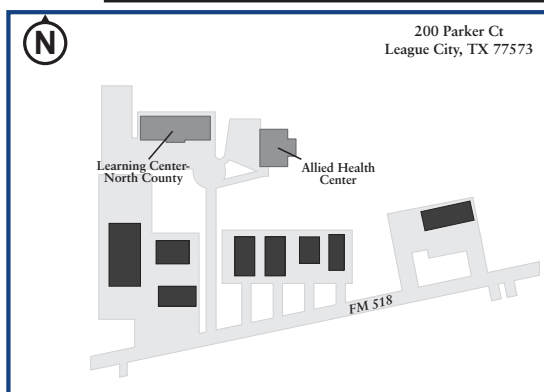 N
200 Parker Ct
League City, TX 77573
Learning Center-
North County
Allied Health
Center
FM 518